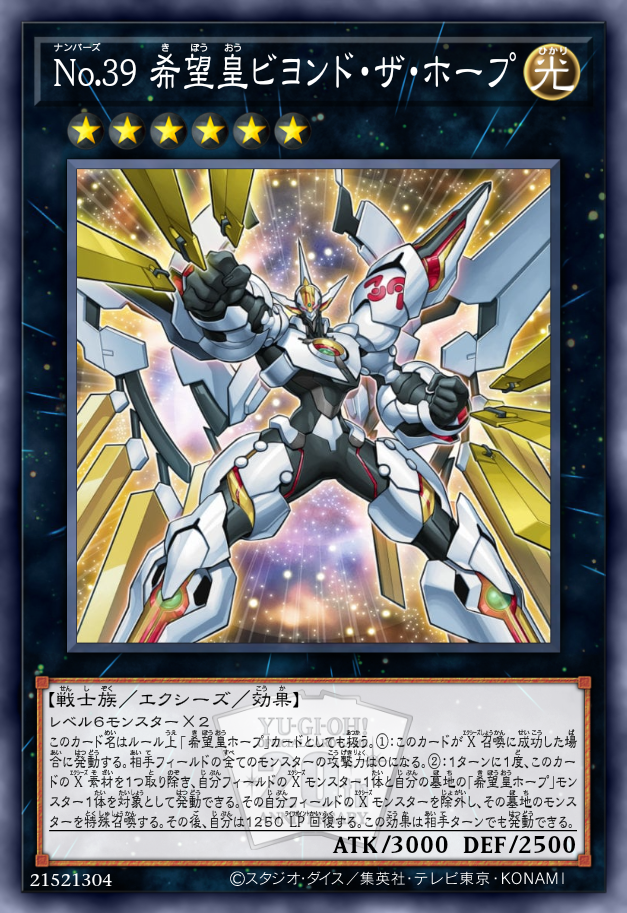 No.39 希望皇ビヨンド・ザ・ホープ
光
39
【戦士族／エクシーズ／効果】
レベル6モンスター×2
このカード名はルール上「希望皇ホープ」カードとしても扱う。①:このカードがX召喚に成功した場
合に発動する。相手フィールドの全てのモンスターの攻撃力は0になる。②:1ターンに1度、このカー
ドのX素材を1つ取り除き、自分フィールドのXモンスター1体と自分の墓地の「希望皇ホープ」モン
スター1体を対象として発動できる。その自分フィールドのXモンスターを除外し、その墓地のモンス
ターを特殊召喚する。その後、自分は1250LP回復する。この効果は相手ターンでも発動できる。
YU-GI-OH!
ATK/3000 DEF/2500
21521304
©スタジオ・ダイス／集英社・テレビ東京・KONAMI